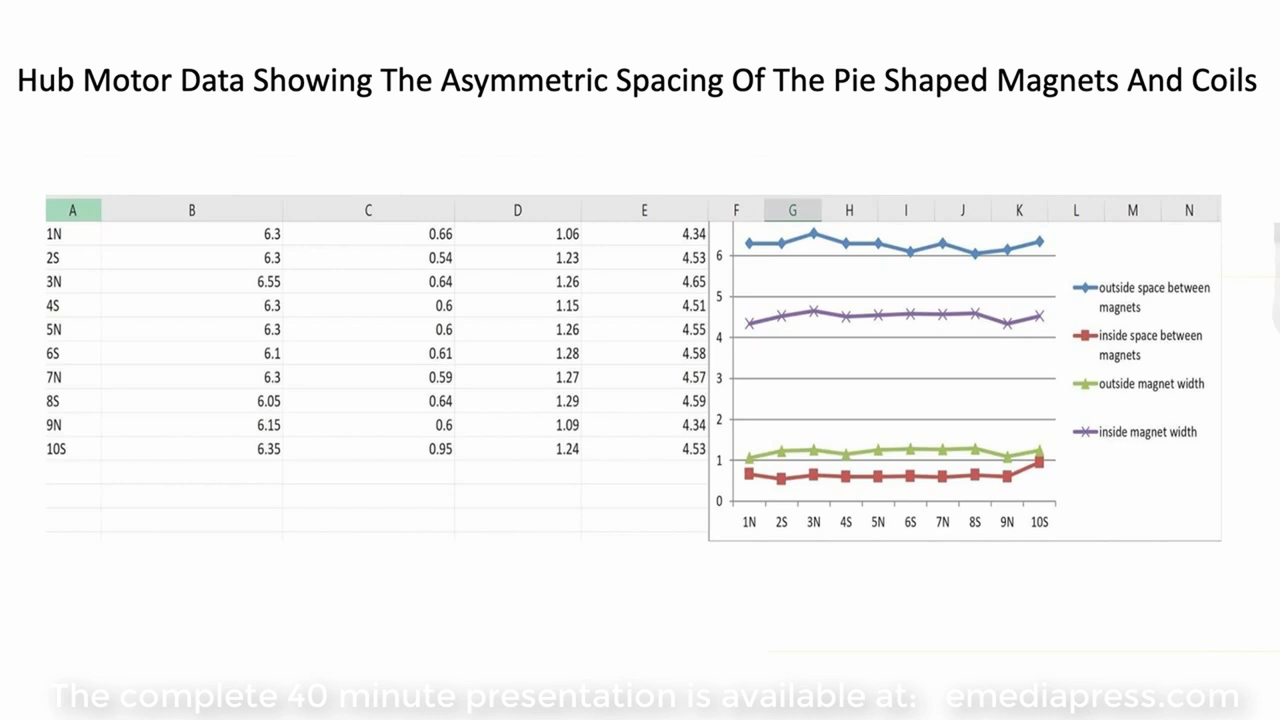 Hub Motor Data Showing The Asymmetric Spacing Of The Pie Shaped Magnets And Coils
A B C D E F G H I J K L M N
1N 6.3 0.66 1.06 4.34
2S 6.3 0.54 1.23 4.53
3N 6.55 0.64 1.26 4.65
4S 6.3 0.6 1.15 4.51
5N 6.3 0.6 1.26 4.55
6S 6.1 0.61 1.28 4.58
7N 6.3 0.59 1.27 4.57
8S 6.05 0.64 1.29 4.59
9N 6.15 0.6 1.09 4.34
10S 6.35 0.95 1.24 4.53
6
5
4
3
2
1
0
1N 2S 3N 4S 5N 6S 7N 8S 9N 10S
outside space between
magnets
inside space between
magnets
outside magnet width
inside magnet width
The complete 40 minute presentation is available at: emediapress.com